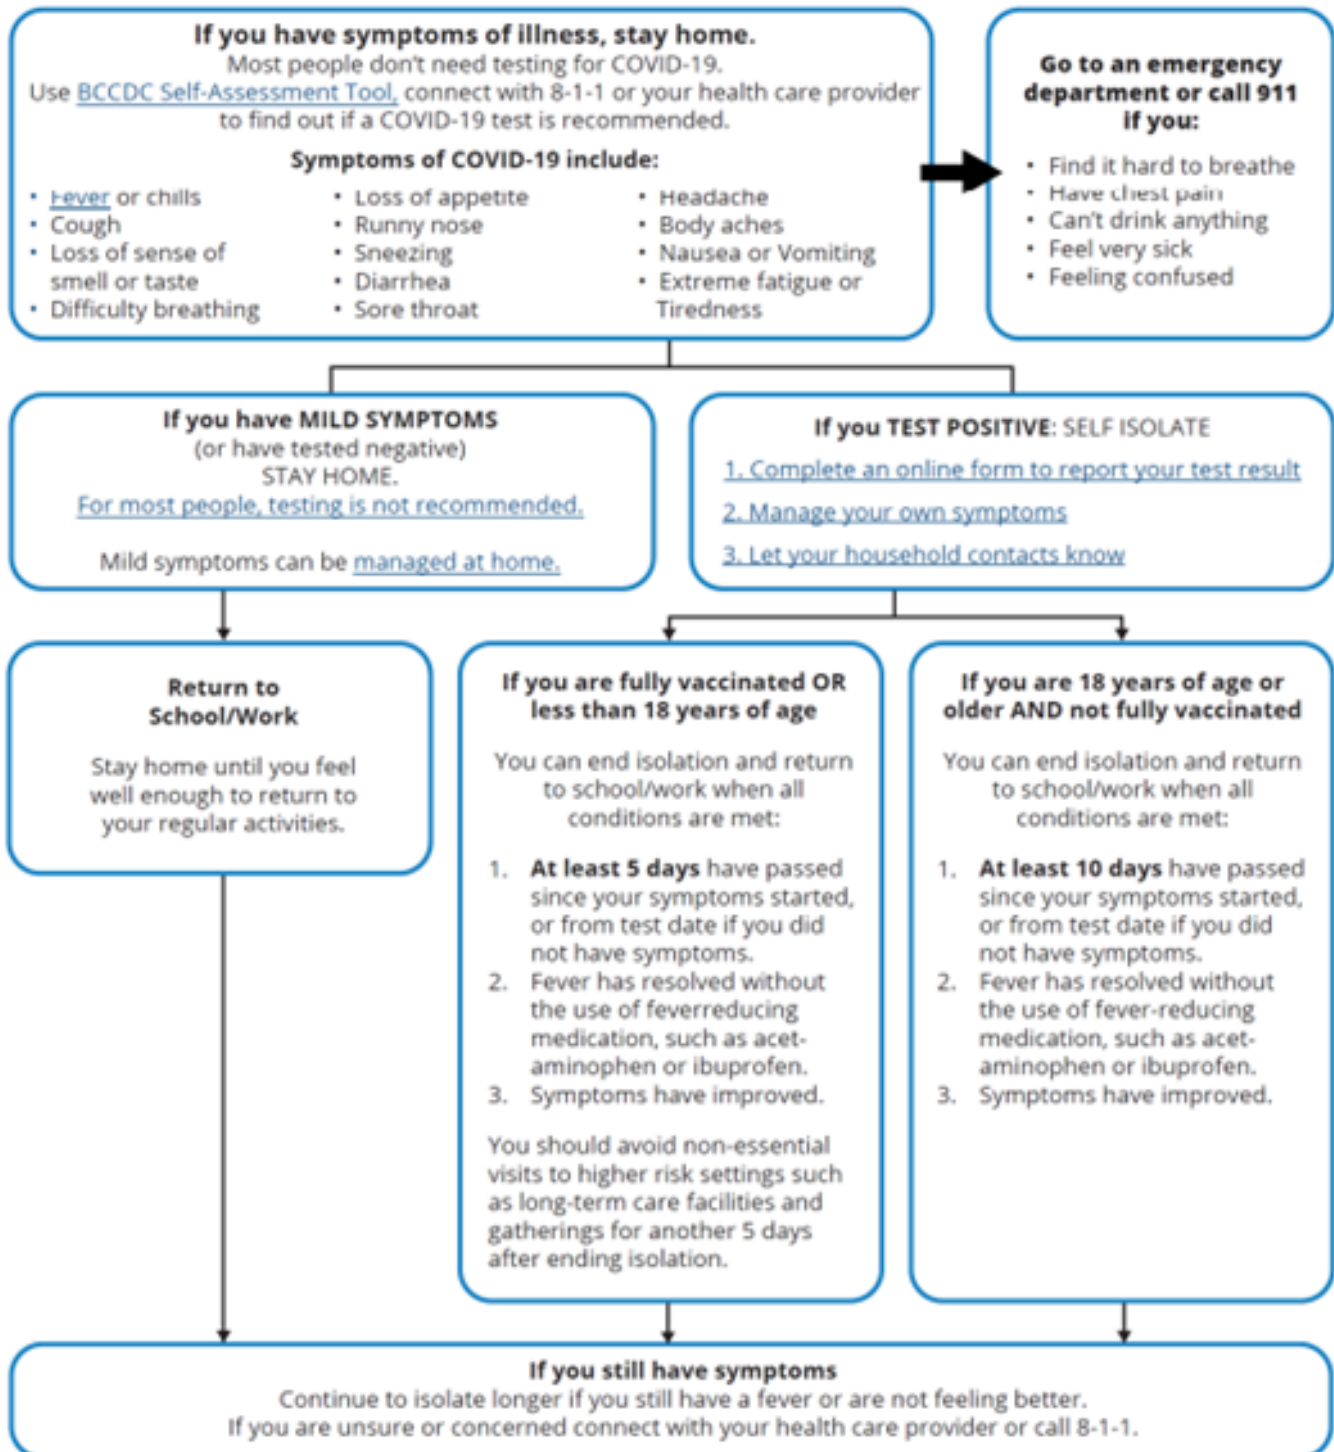 If you have symptoms of illness, stay home.
Most people don't need testing for COVID-19.
Use BCCDC Self-Assessment Tool, connect with 8-1-1 or your health care provider
to find out if a COVID-19 test is recommended.
Symptoms of COVID-19 include:
• Fever or chills
• Cough
• Loss of sense of
smell or taste
• Difficulty breathing
• Loss of appetite
• Runny nose
• Sneezing
• Diarrhea
• Sore throat
• Headache
• Body aches
• Nausea or Vomiting
• Extreme fatigue or
Tiredness
Go to an emergency
department or call 911
if you:
• Find it hard to breathe
• Have chest pain
• Can't drink anything
• Feel very sick
• Feeling confused
If you have MILD SYMPTOMS
(or have tested negative)
STAY HOME.
For most people, testing is not recommended.
Mild symptoms can be managed at home.
If you TEST POSITIVE: SELF ISOLATE
1. Complete an online form to report your test result
2. Manage your own symptoms
3. Let your household contacts know
Return to
School/Work
Stay home until you feel
well enough to return to
your regular activities.
If you are fully vaccinated OR
less than 18 years of age
You can end isolation and return
to school/work when all
conditions are met:
1. At least 5 days have passed
since your symptoms started,
or from test date if you did
not have symptoms.
2. Fever has resolved without
the use of feverreducing
medication, such as acet-
aminophen or ibuprofen.
3. Symptoms have improved.
You should avoid non-essential
visits to higher risk settings such
as long-term care facilities and
gatherings for another 5 days
after ending isolation.
If you are 18 years of age or
older AND not fully vaccinated
You can end isolation and return
to school/work when all
conditions are met:
1. At least 10 days have passed
since your symptoms started,
or from test date if you did
not have symptoms.
2. Fever has resolved without
the use of fever-reducing
medication, such as acet-
aminophen or ibuprofen.
3. Symptoms have improved.
If you still have symptoms
Continue to isolate longer if you still have a fever or are not feeling better.
If you are unsure or concerned connect with your health care provider or call 8-1-1.